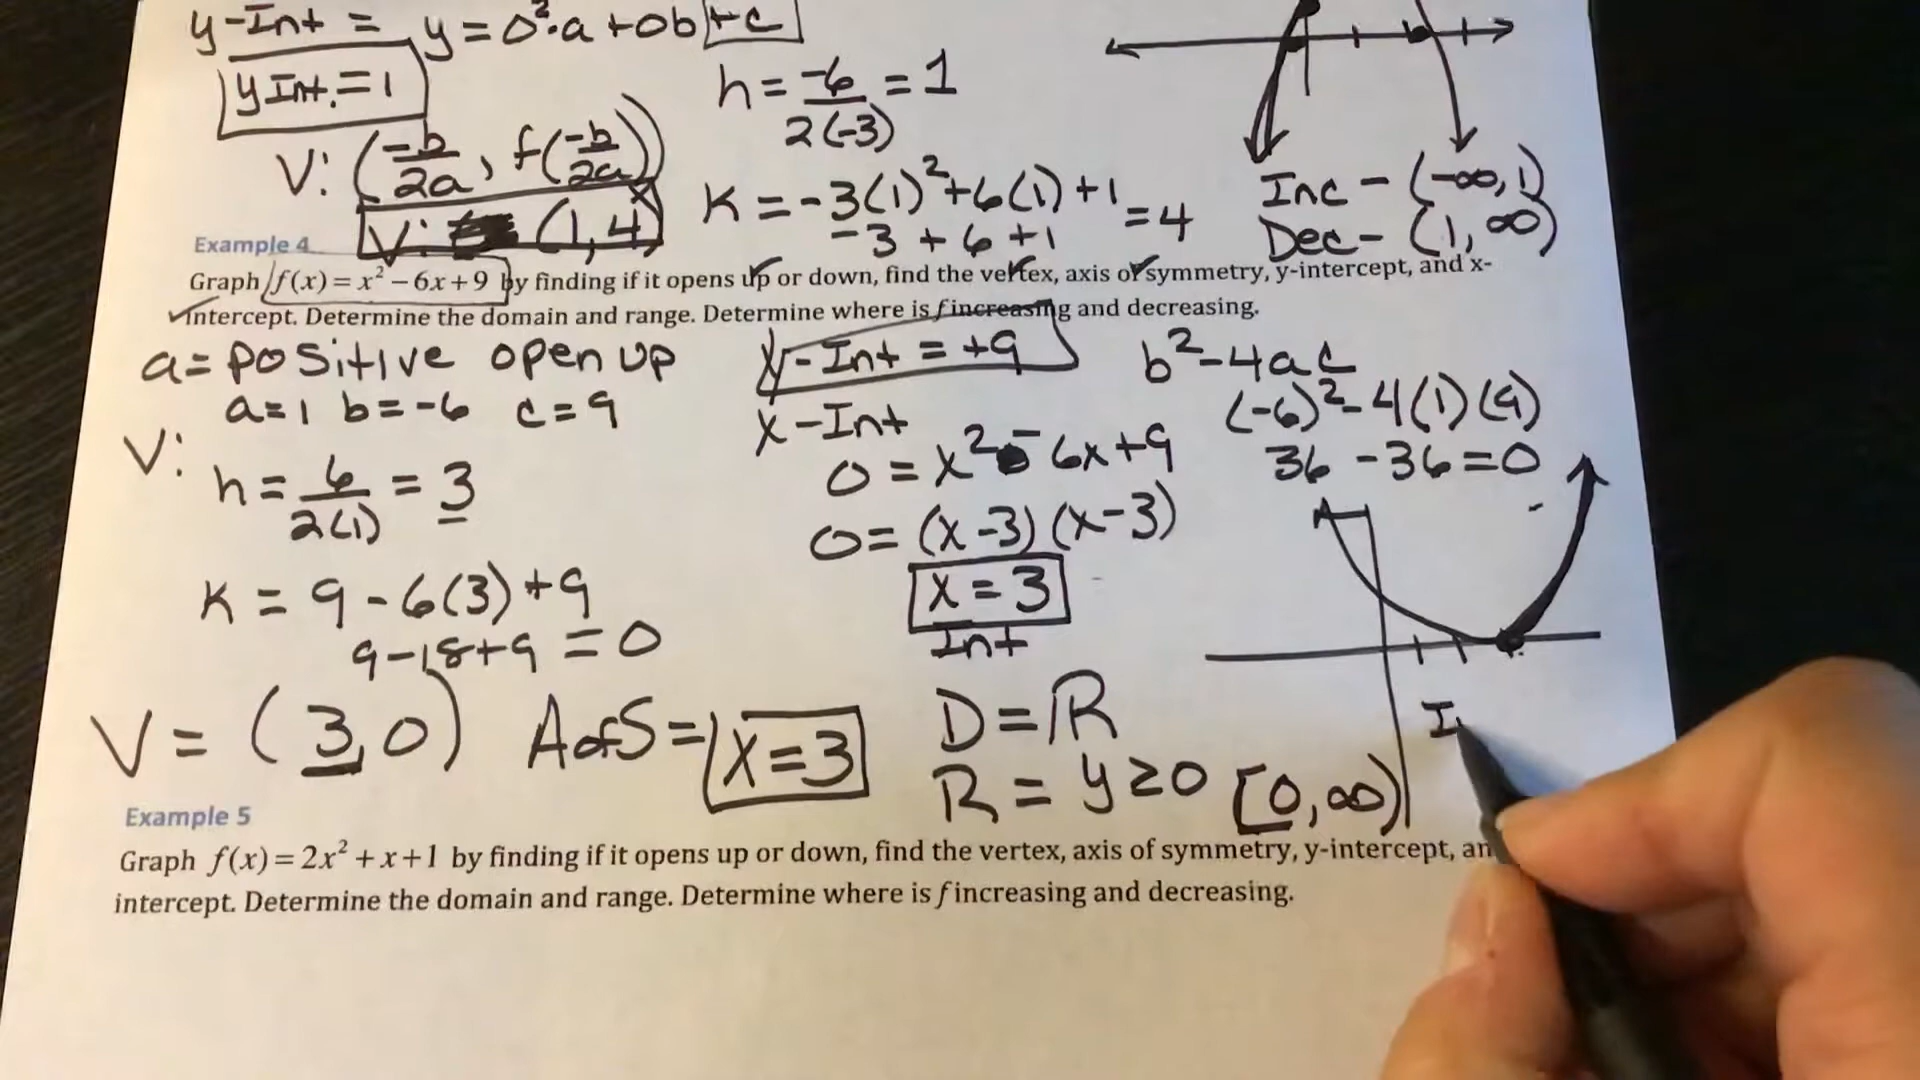 y-Int = y = 0²·a + 0b + c
y Int. = 1
h = -6/2(-3) = 1
V: (-b/2a, f(-b/2a))
K = -3(1)² + 6(1) + 1 = 4
-3 + 6 + 1
V: (1, 4)
Inc - (-∞, 1)
Dec - (1, ∞)
Example 4
Graph f(x) = x² − 6x + 9 by finding if it opens up or down, find the vertex, axis of symmetry, y-intercept, and x-
intercept. Determine the domain and range. Determine where is f increasing and decreasing.
a = positive open up
a = 1 b = -6 c = 9
V:
h = 6/2(1) = 3
K = 9 - 6(3) + 9
9 - 18 + 9 = 0
V = (3, 0) A of S = x = 3
y-Int = +9
x-Int
0 = x² - 6x + 9
0 = (x - 3)(x - 3)
x = 3
Int
b² - 4ac
(-6)² - 4(1)(9)
36 - 36 = 0
D = ℝ
R = y ≥ 0 [0, ∞)
I
Example 5
Graph f(x) = 2x² + x + 1 by finding if it opens up or down, find the vertex, axis of symmetry, y-intercept, an
intercept. Determine the domain and range. Determine where is f increasing and decreasing.